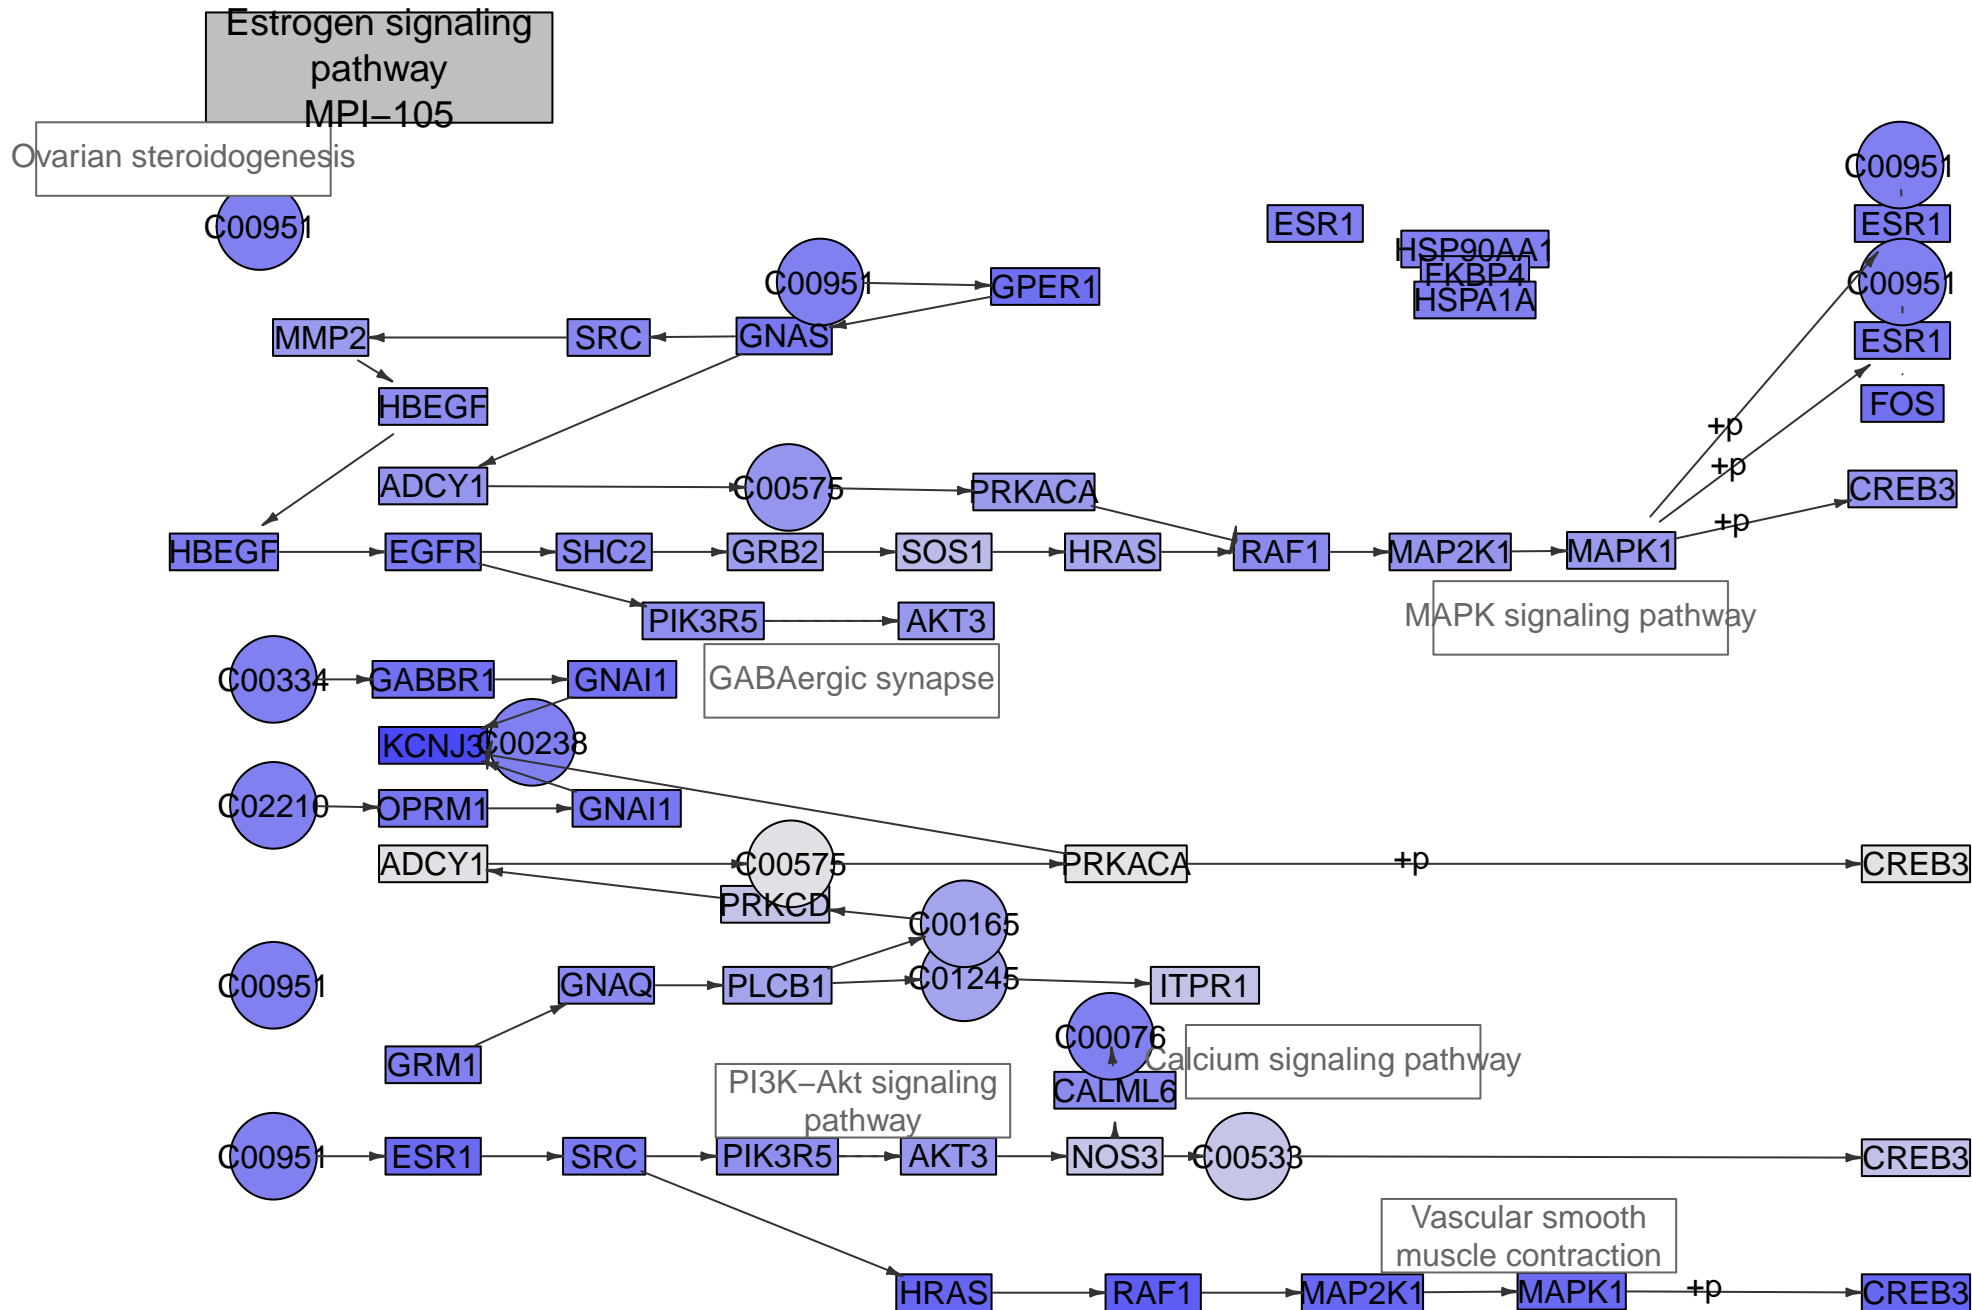 Estrogen signaling
pathway
MPI−105
Ovarian steroidogenesis
C00951
C00951
ESR1
C00951
ESR1
HSP90AA1
FKBP4
HSPA1A
C00951
GPER1
C00951
ESR1
MMP2
SRC
GNAS
HBEGF
FOS
+p
+p
ADCY1
C00575
PRKACA
CREB3
+p
HBEGF
EGFR
SHC2
GRB2
SOS1
HRAS
RAF1
MAP2K1
MAPK1
PIK3R5
AKT3
MAPK signaling pathway
C00334
GABBR1
GNAI1
GABAergic synapse
KCNJ3
C00238
C02210
OPRM1
GNAI1
ADCY1
C00575
PRKACA
+p
CREB3
PRKCD
C00165
C00951
GNAQ
PLCB1
C01245
ITPR1
C00076
Calcium signaling pathway
GRM1
CALML6
PI3K−Akt signaling
pathway
C00951
ESR1
SRC
PIK3R5
AKT3
NOS3
C00533
CREB3
Vascular smooth
muscle contraction
HRAS
RAF1
MAP2K1
MAPK1
+p
CREB3